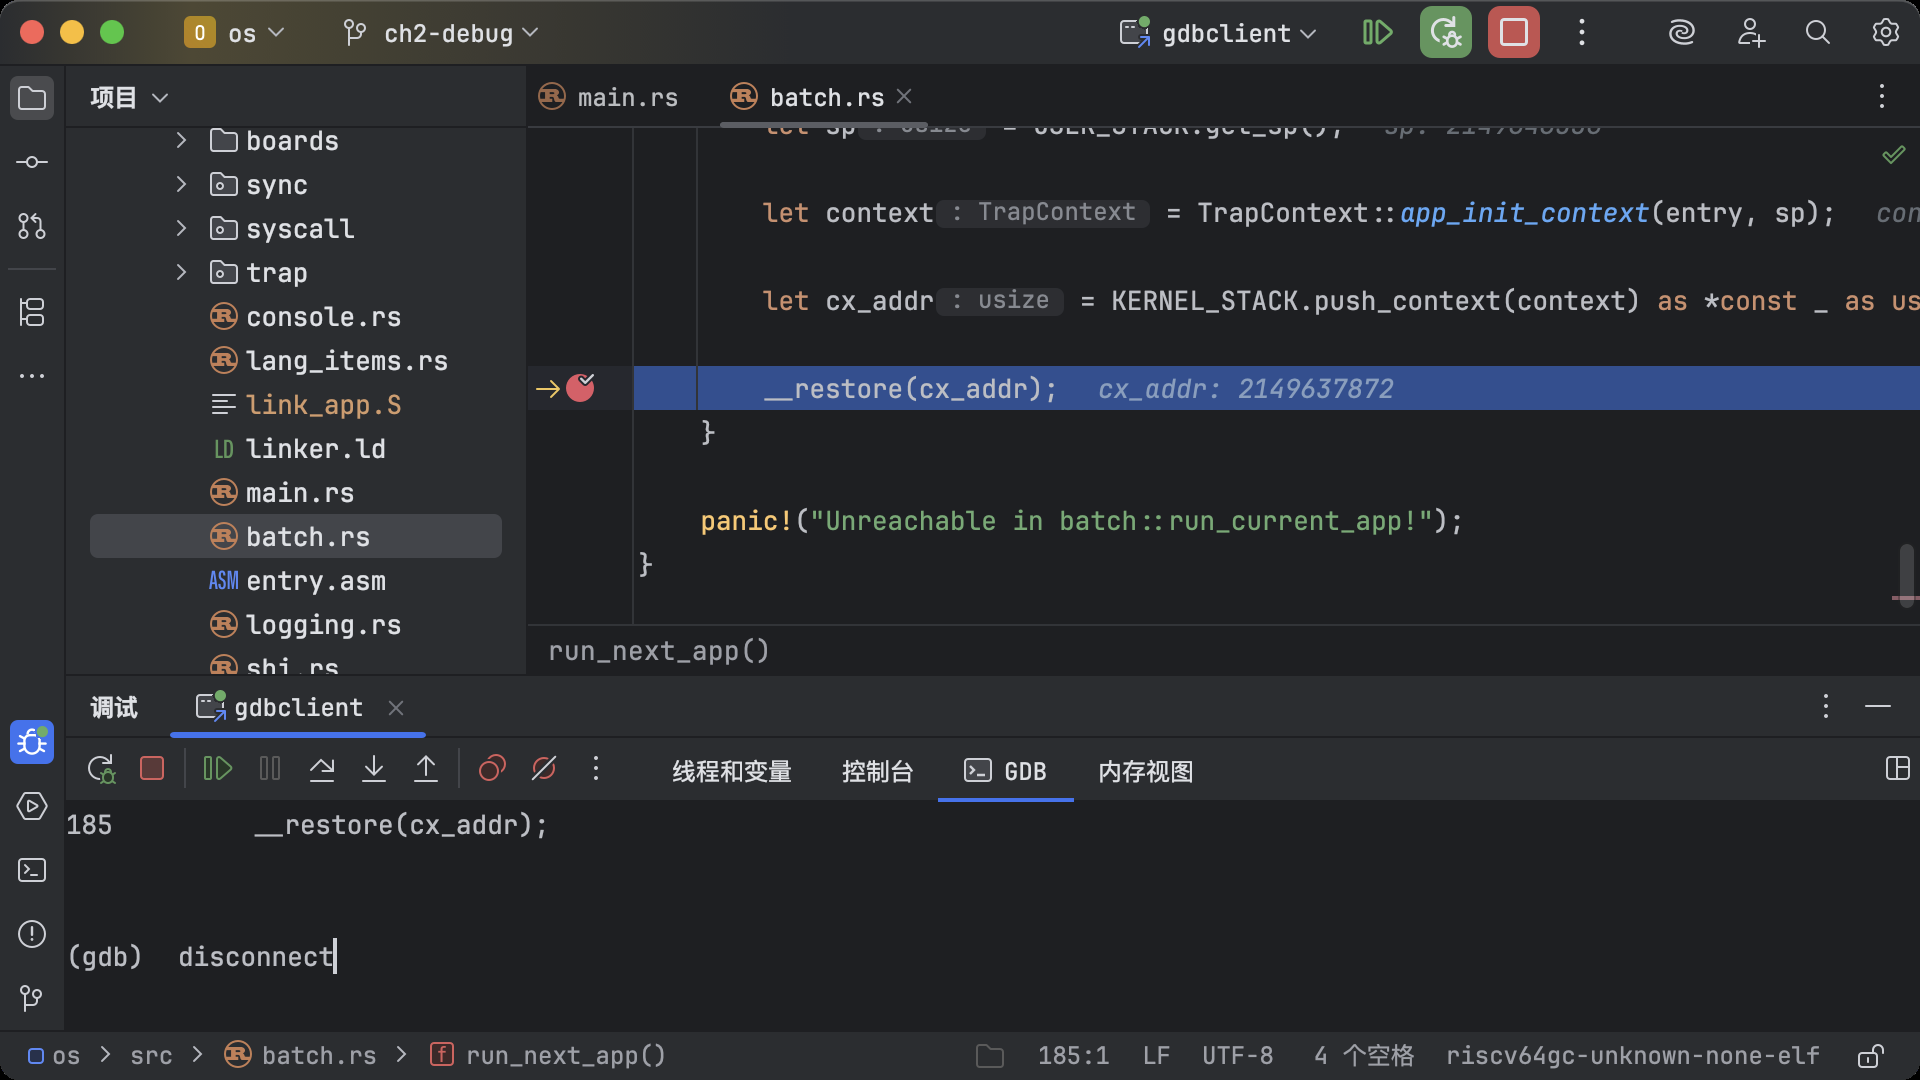 O os ch2-debug gdbclient
项目
main.rs batch.rs
boards
sync
syscall
trap
console.rs
lang_items.rs
link_app.S
LD linker.ld
main.rs
batch.rs
ASM entry.asm
logging.rs
sbi.rs
let sp : usize = USER_STACK.get_sp(); sp:
let context : TrapContext = TrapContext::app_init_context(entry, sp); con
let cx_addr : usize = KERNEL_STACK.push_context(context) as *const _ as us
__restore(cx_addr); cx_addr: 2149637872
}
panic!("Unreachable in batch::run_current_app!");
}
run_next_app()
调试 gdbclient
线程和变量 控制台 GDB 内存视图
185 __restore(cx_addr);
(gdb) disconnect
os > src > batch.rs > f run_next_app() 185:1 LF UTF-8 4 个空格 riscv64gc-unknown-none-elf